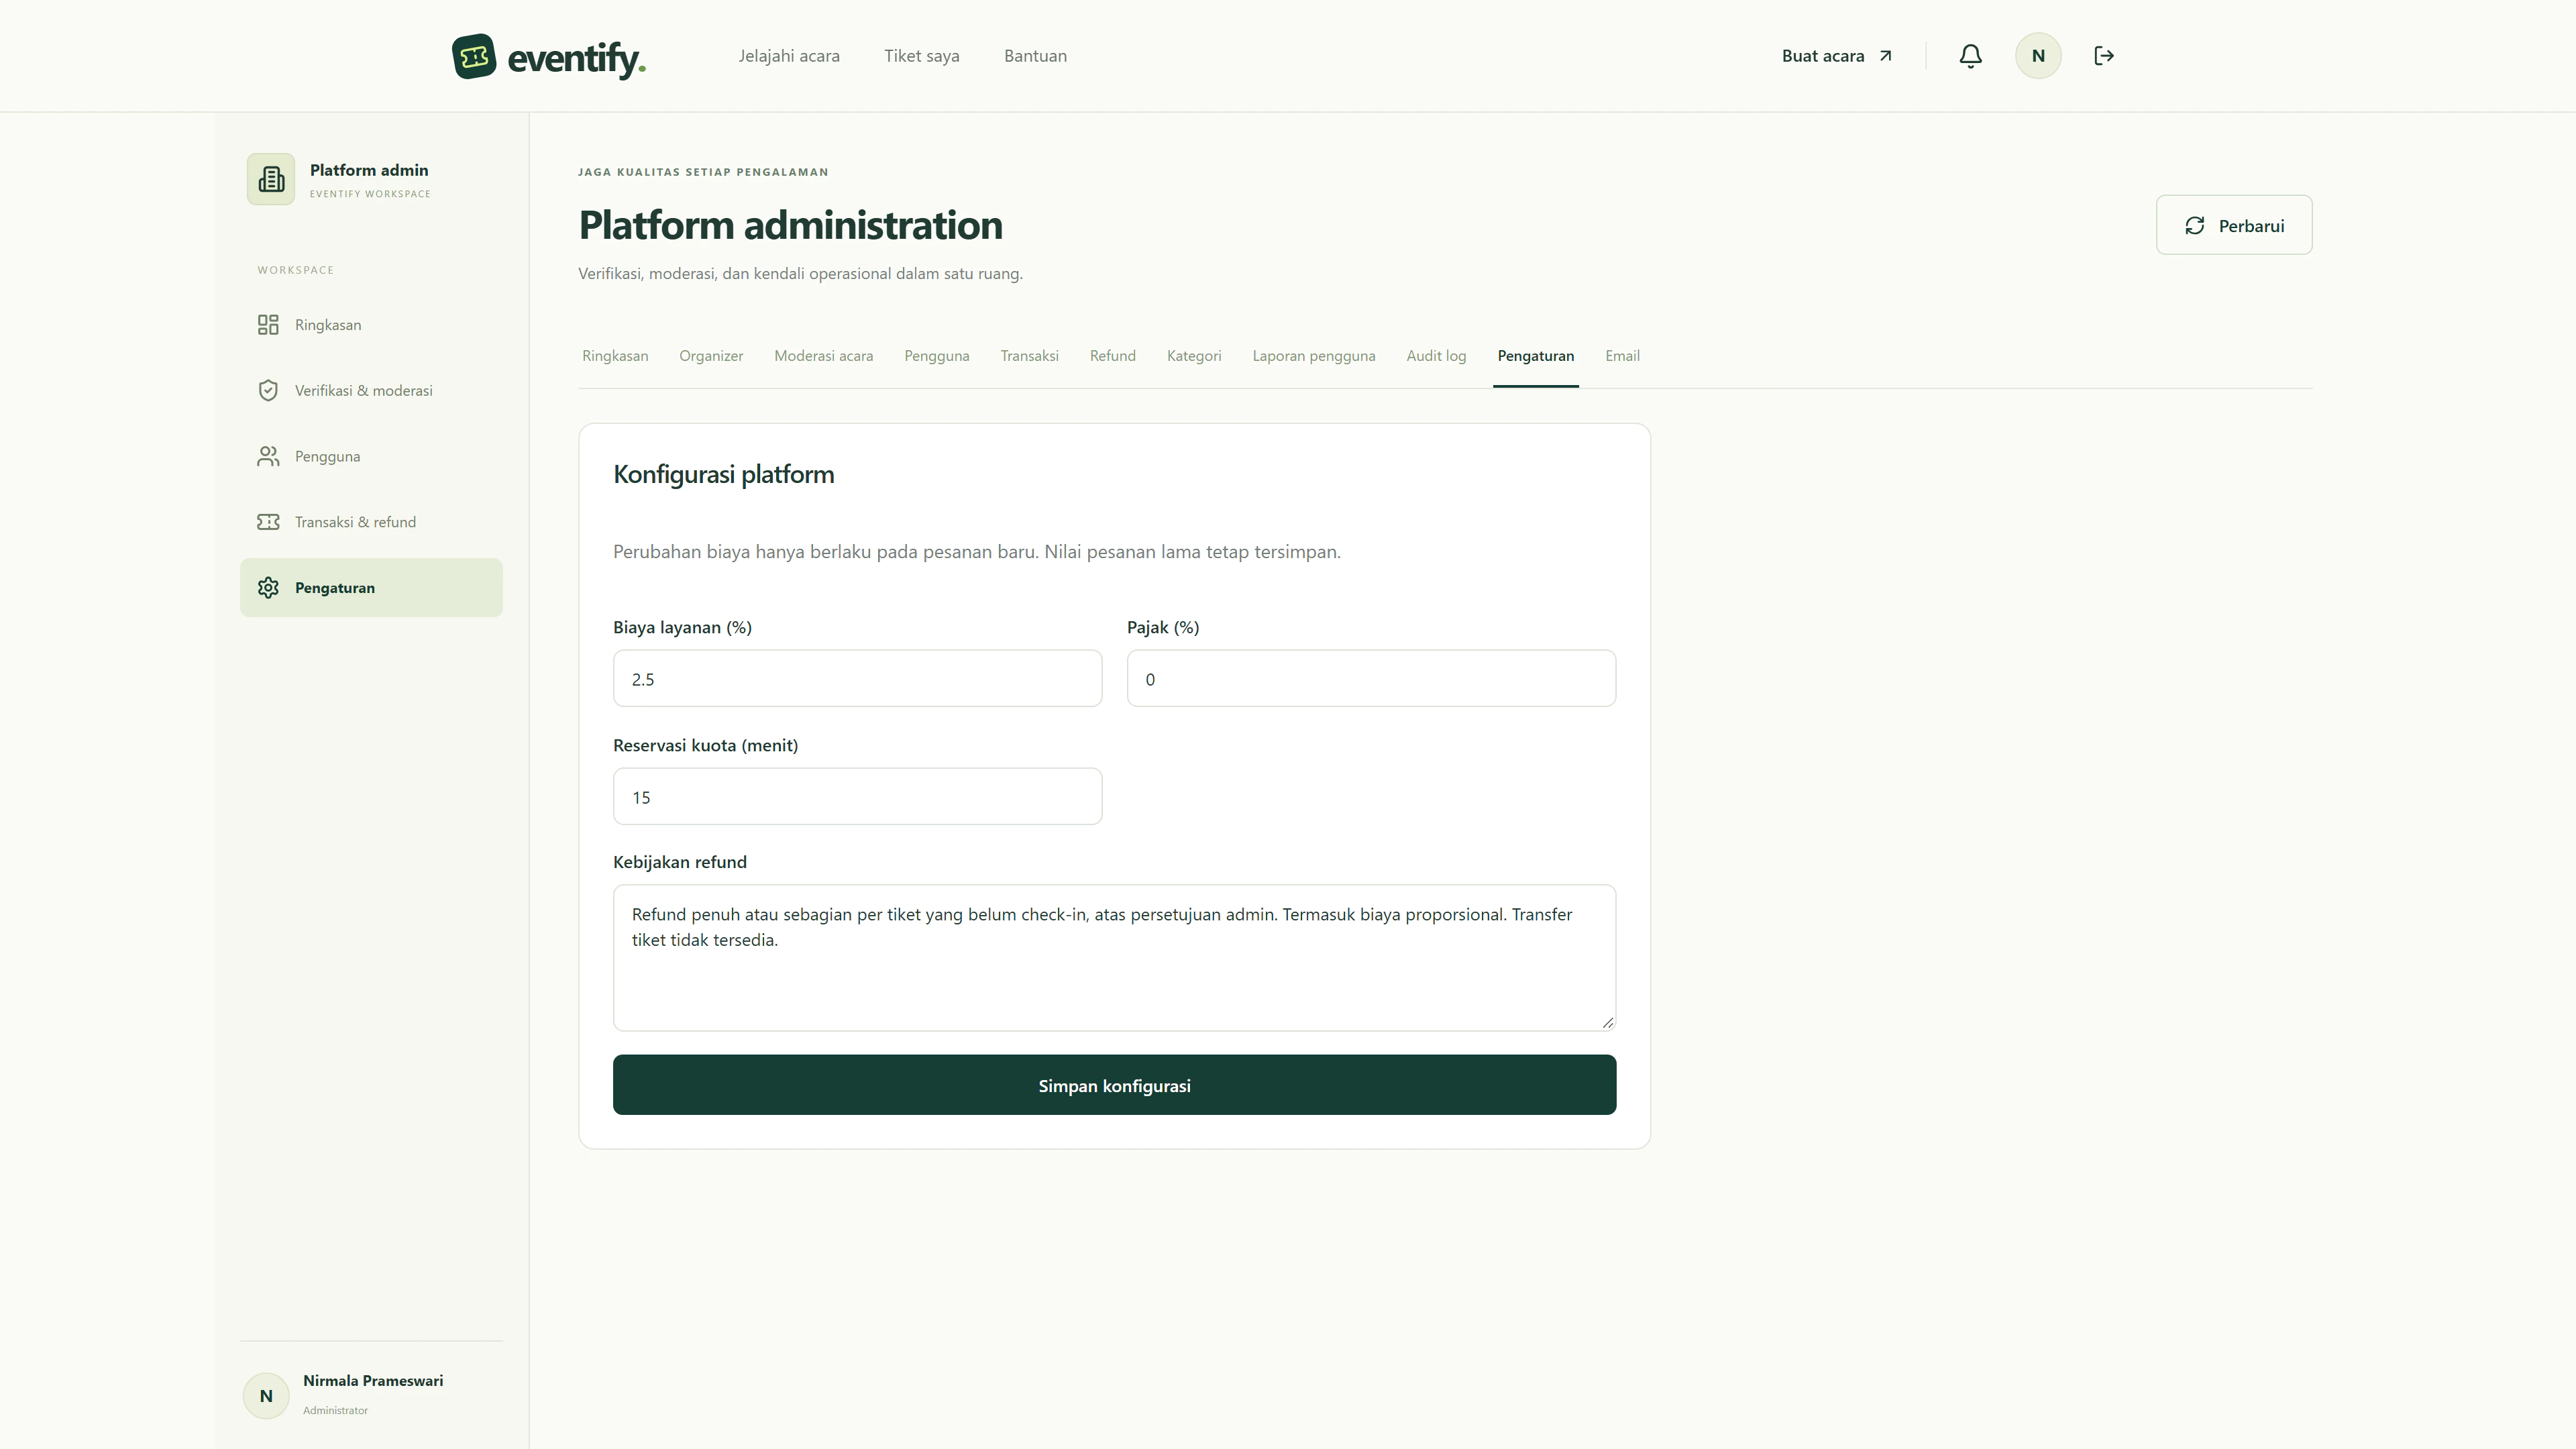 eventify.
Jelajahi acara
Tiket saya
Bantuan
Buat acara
N
Platform admin
EVENTIFY WORKSPACE
WORKSPACE
Ringkasan
Verifikasi & moderasi
Pengguna
Transaksi & refund
Pengaturan
Nirmala Prameswari
N
Administrator
JAGA KUALITAS SETIAP PENGALAMAN
Platform administration
Verifikasi, moderasi, dan kendali operasional dalam satu ruang.
Perbarui
Ringkasan Organizer Moderasi acara Pengguna Transaksi Refund Kategori Laporan pengguna Audit log Pengaturan Email
Konfigurasi platform
Perubahan biaya hanya berlaku pada pesanan baru. Nilai pesanan lama tetap tersimpan.
Biaya layanan (%)
2.5
Pajak (%)
0
Reservasi kuota (menit)
15
Kebijakan refund
Refund penuh atau sebagian per tiket yang belum check-in, atas persetujuan admin. Termasuk biaya proporsional. Transfer
tiket tidak tersedia.
Simpan konfigurasi